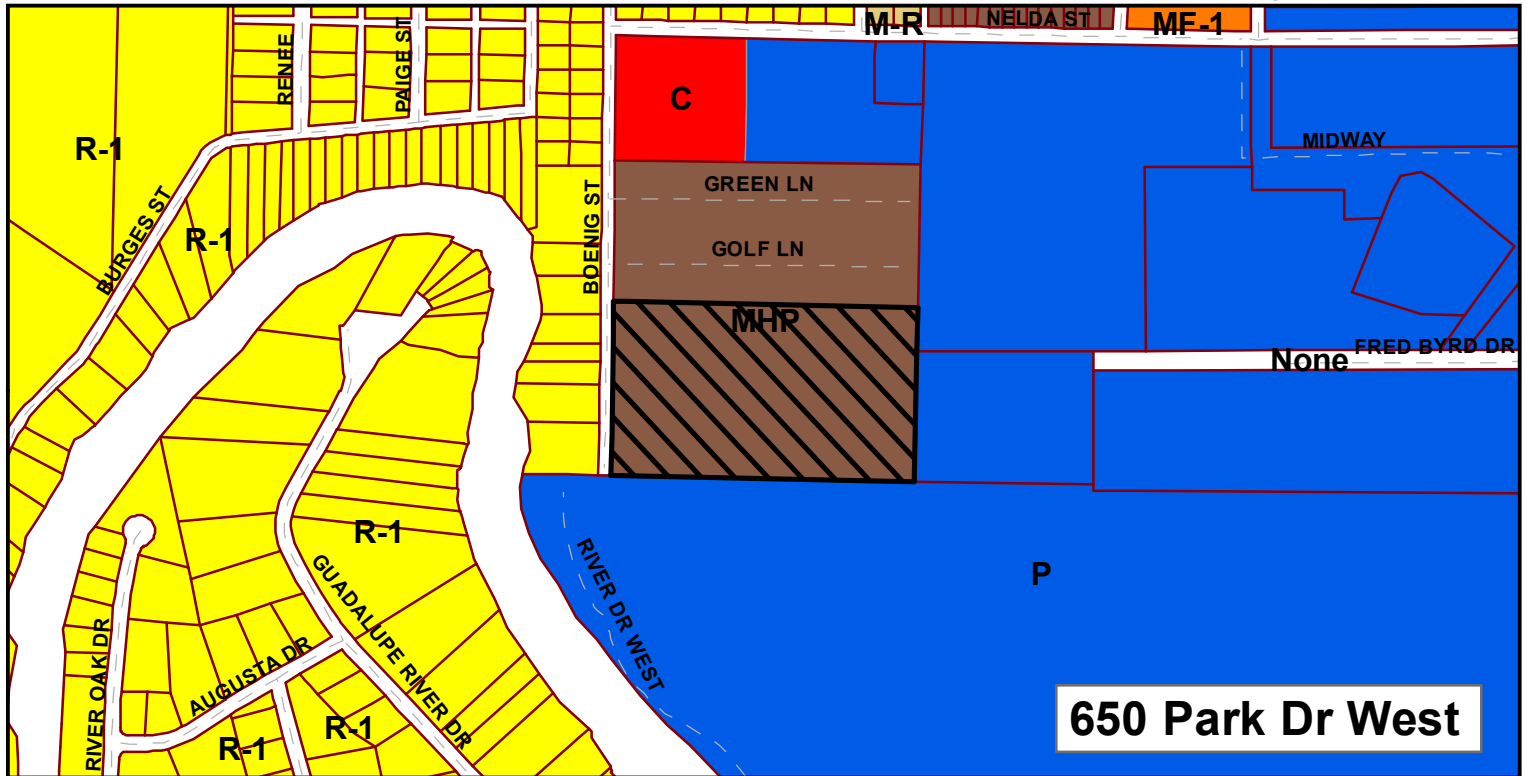 M-R
NELDA ST
MF-1
RENEE
PAIGE ST
C
R-1
MIDWAY
GREEN LN
BURGES ST
R-1
BOENIG ST
GOLF LN
MHP
None
FRED BYRD DR
R-1
P
RIVER DR WEST
GUADALUPE RIVER DR
RIVER OAK DR
AUGUSTA DR
R-1
R-1
650 Park Dr West